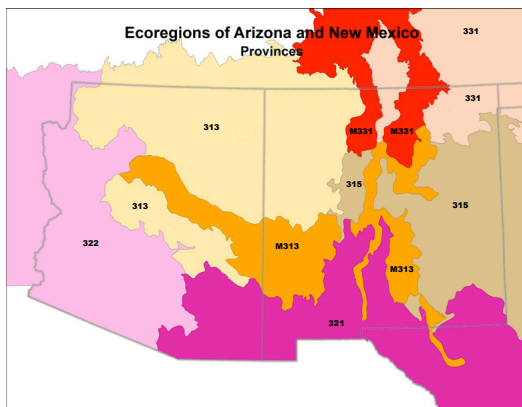 Ecoregions of Arizona and New Mexico
Provinces
331
331
313
M331
M331
315
313
315
322
M313
M313
321